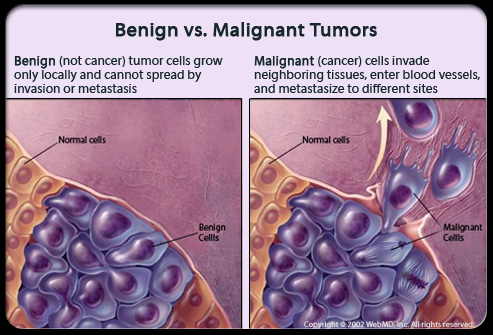 Benign vs. Malignant Tumors
Benign (not cancer) tumor cells grow
only locally and cannot spread by
invasion or metastasis
Malignant (cancer) cells invade
neighboring tissues, enter blood vessels,
and metastasize to different sites
Normal cells
Benign
Cellls
Normal cells
Malignant
Cellls
Copyright © 2002 WebMD, Inc. All rights reserved.